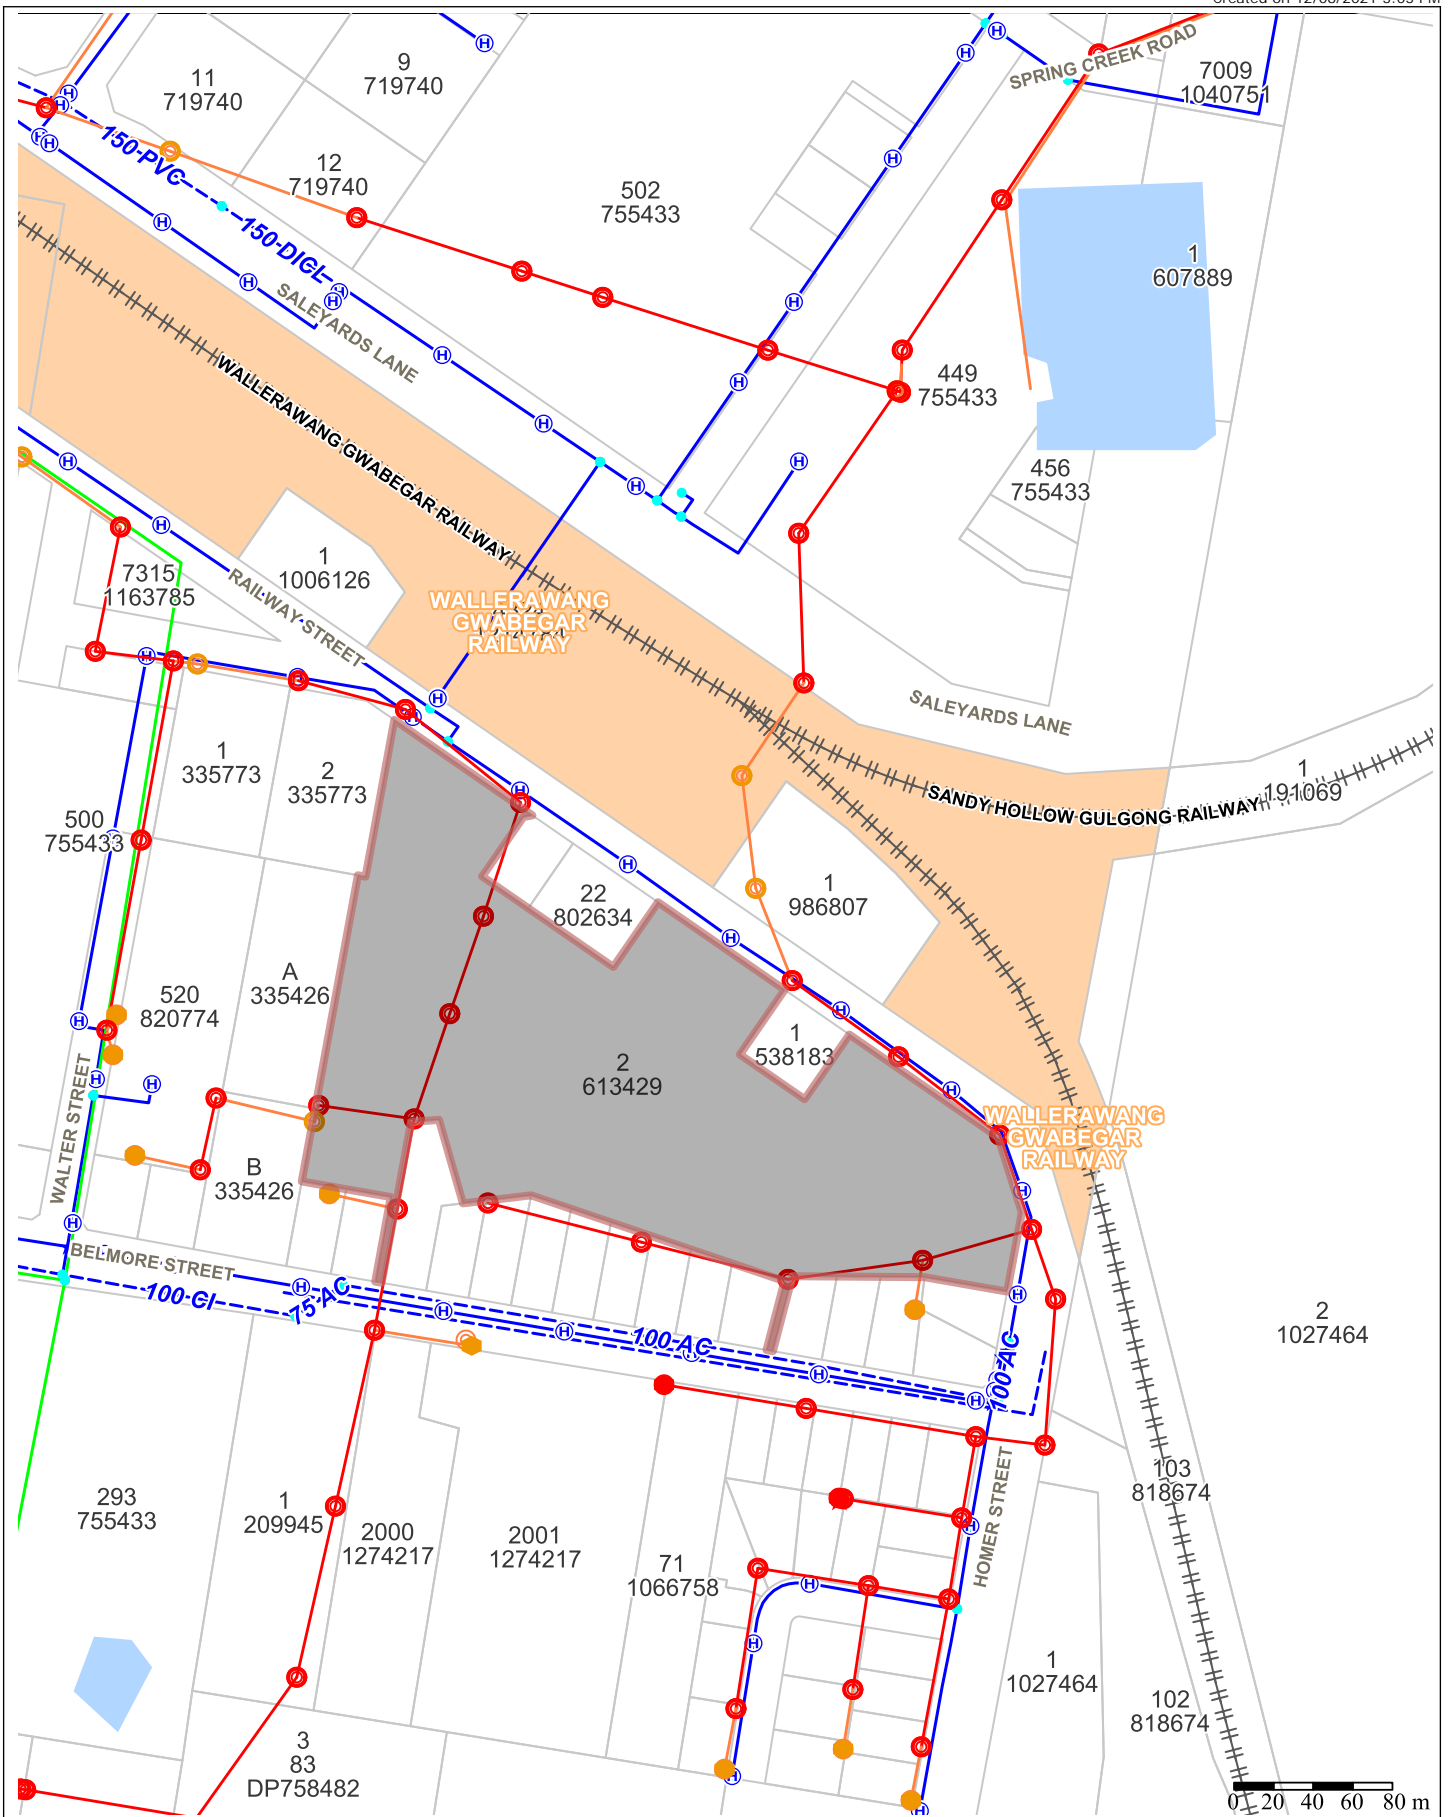 SPRING CREEK ROAD
7009
1040751
11
719740
9
719740
12
719740
502
755433
150 PVC
150 DICL
SALEYARDS LANE
1
607889
449
755433
456
755433
WALLERAWANG GWABEGAR RAILWAY
1
1006126
RAILWAY STREET
7315
1163785
WALLERAWANG
GWABEGAR
RAILWAY
SALEYARDS LANE
SANDY HOLLOW GULGONG RAILWAY
1
191069
1
335773
2
335773
500
755433
22
802634
1
986807
A
335426
520
820774
2
613429
1
538183
WALLERAWANG
GWABEGAR
RAILWAY
WALTER STREET
B
335426
BELMORE STREET
100 CI
75 AC
100 AC
100 AC
2
1027464
HOMER STREET
103
818674
293
755433
1
209945
2000
1274217
2001
1274217
71
1066758
1
1027464
102
818674
3
83
DP758482
0 20 40 60 80 m